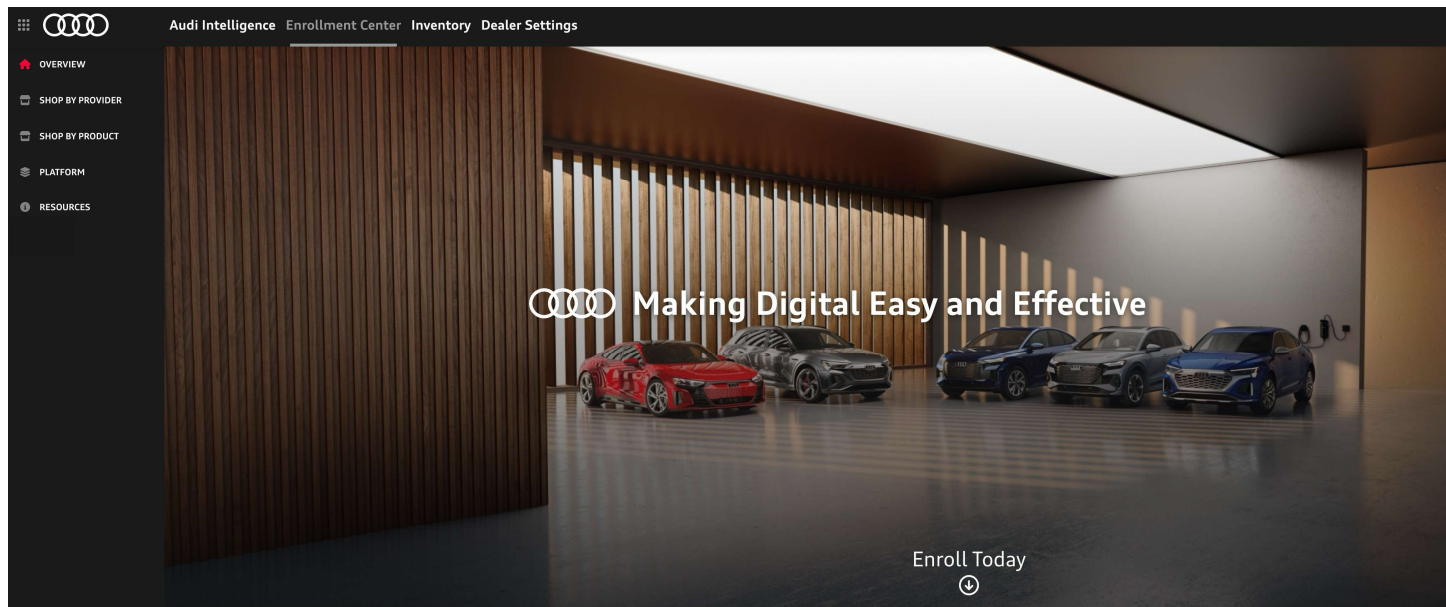 Audi Intelligence Enrollment Center Inventory Dealer Settings
OVERVIEW
SHOP BY PROVIDER
SHOP BY PRODUCT
PLATFORM
RESOURCES
Making Digital Easy and Effective
Enroll Today